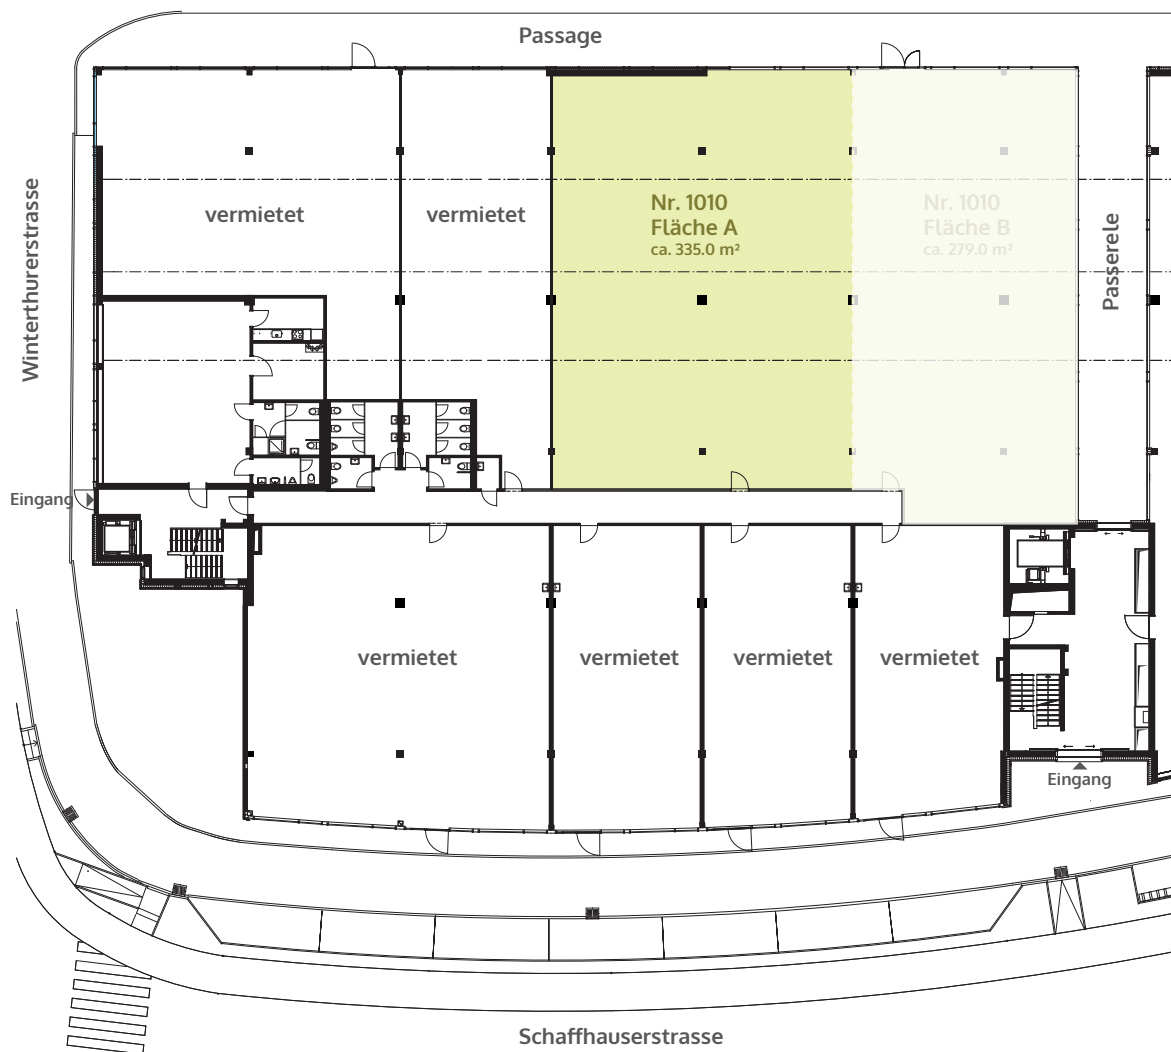 Passage
Winterthurerstrasse
vermietet
vermietet
Nr. 1010
Fläche A
ca. 335.0 m²
Nr. 1010
Fläche B
ca. 279.0 m²
Passerele
Eingang
vermietet
vermietet
vermietet
vermietet
Eingang
Schaffhauserstrasse